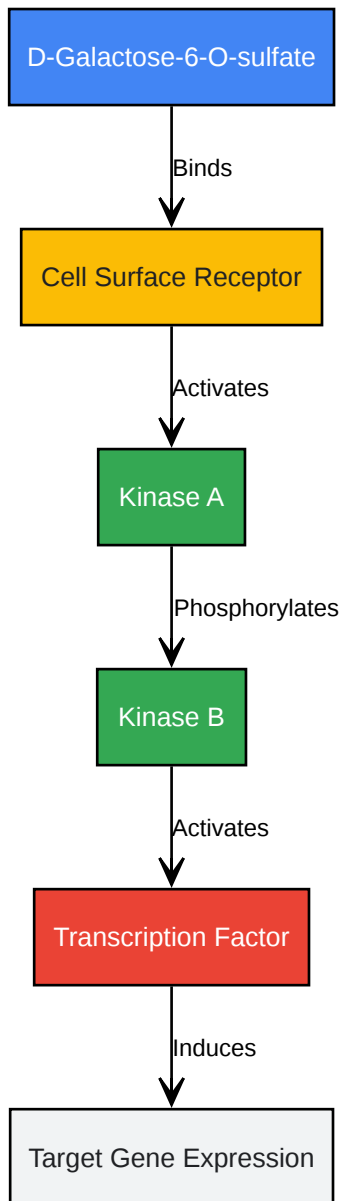 D-Galactose-6-O-sulfate
Binds
Cell Surface Receptor
Activates
Kinase A
Phosphorylates
Kinase B
Activates
Transcription Factor
Induces
Target Gene Expression